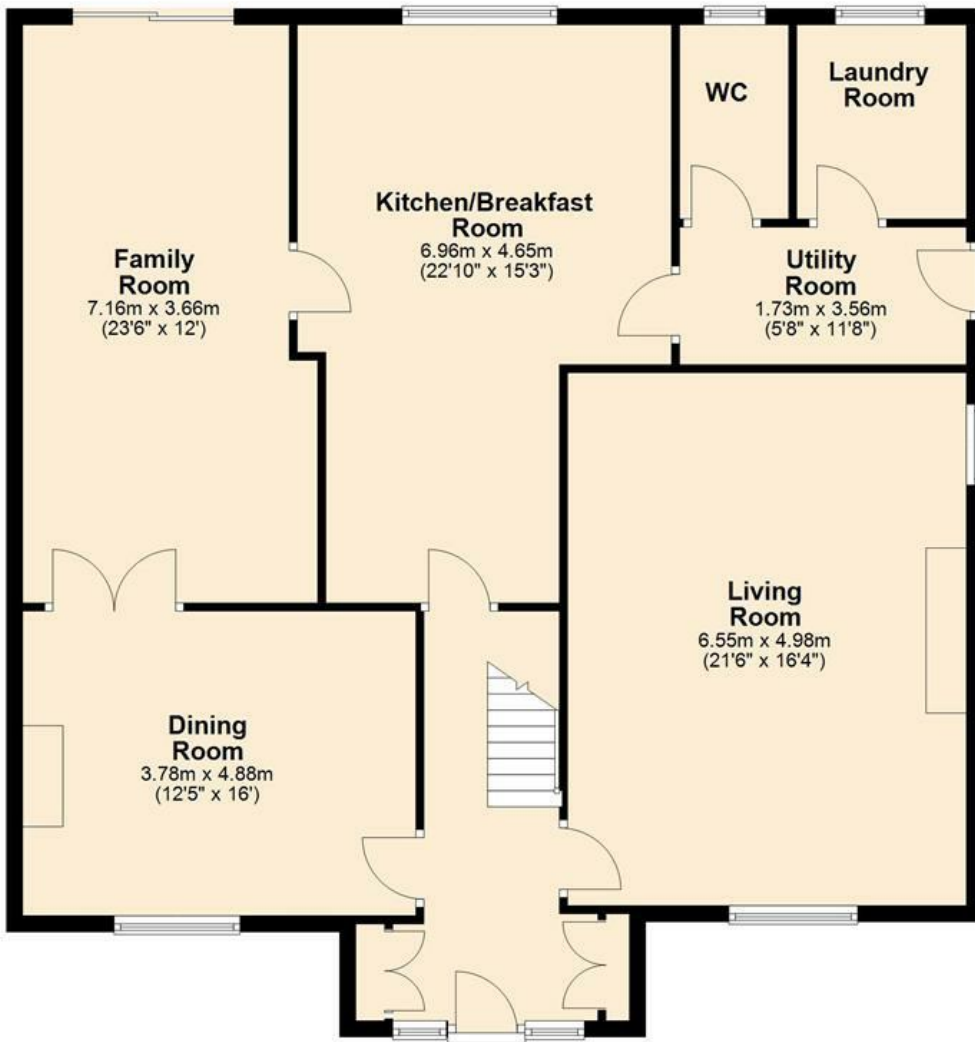 WC
Laundry
Room
Kitchen/Breakfast
Room
6.96m x 4.65m
(22'10" x 15'3")
Family
Room
7.16m x 3.66m
(23'6" x 12')
Utility
Room
1.73m x 3.56m
(5'8" x 11'8")
Living
Room
6.55m x 4.98m
(21'6" x 16'4")
Dining
Room
3.78m x 4.88m
(12'5" x 16')